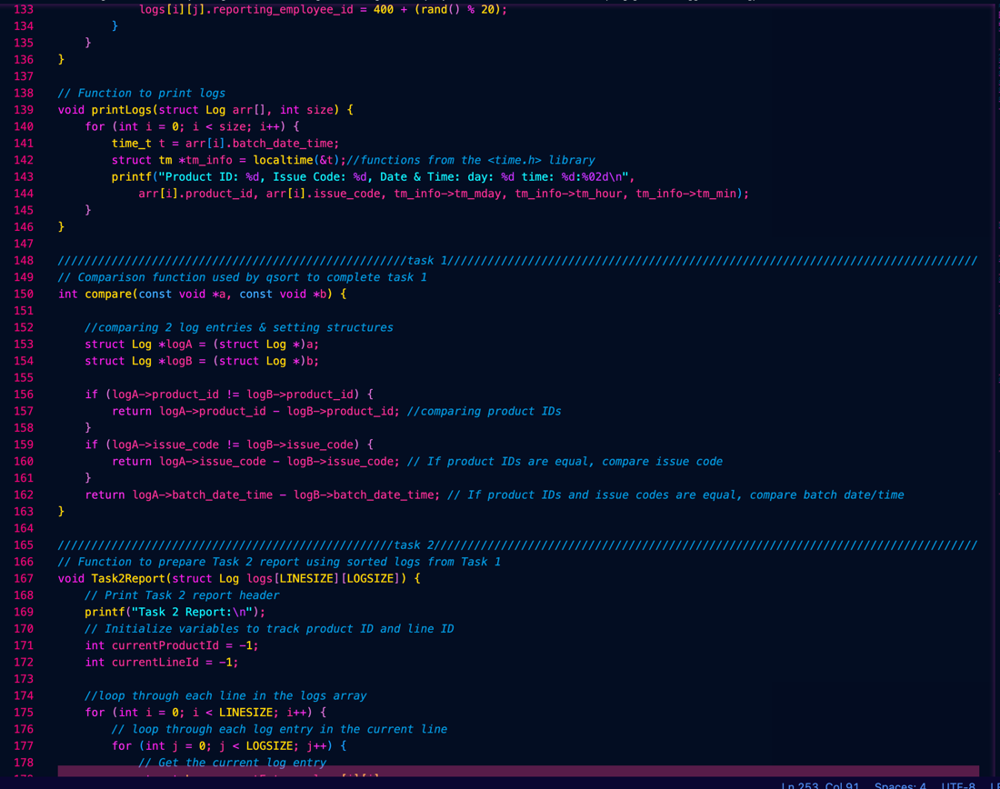 133 logs[i][j].reporting_employee_id = 400 + (rand() % 20);
134 }
135 }
136 }
137
138 // Function to print logs
139 void printLogs(struct Log arr[], int size) {
140 for (int i = 0; i < size; i++) {
141 time_t t = arr[i].batch_date_time;
142 struct tm *tm_info = localtime(&t);//functions from the <time.h> library
143 printf("Product ID: %d, Issue Code: %d, Date & Time: day: %d time: %d:%02d\n",
144 arr[i].product_id, arr[i].issue_code, tm_info->tm_mday, tm_info->tm_hour, tm_info->tm_min);
145 }
146 }
147
148 ////////////////////////////////////////////////////task 1///////////////////////////////////////////////////////////////////////////////
149 // Comparison function used by qsort to complete task 1
150 int compare(const void *a, const void *b) {
151
152 //comparing 2 log entries & setting structures
153 struct Log *logA = (struct Log *)a;
154 struct Log *logB = (struct Log *)b;
155
156 if (logA->product_id != logB->product_id) {
157 return logA->product_id - logB->product_id; //comparing product IDs
158 }
159 if (logA->issue_code != logB->issue_code) {
160 return logA->issue_code - logB->issue_code; // If product IDs are equal, compare issue code
161 }
162 return logA->batch_date_time - logB->batch_date_time; // If product IDs and issue codes are equal, compare batch date/time
163 }
164
165 //////////////////////////////////////////////////task 2/////////////////////////////////////////////////////////////////////////////////
166 // Function to prepare Task 2 report using sorted logs from Task 1
167 void Task2Report(struct Log logs[LINESIZE][LOGSIZE]) {
168 // Print Task 2 report header
169 printf("Task 2 Report:\n");
170 // Initialize variables to track product ID and line ID
171 int currentProductId = -1;
172 int currentLineId = -1;
173
174 //loop through each line in the logs array
175 for (int i = 0; i < LINESIZE; i++) {
176 // loop through each log entry in the current line
177 for (int j = 0; j < LOGSIZE; j++) {
178 // Get the current log entry
Ln 253, Col 91 Spaces: 4 UTF-8